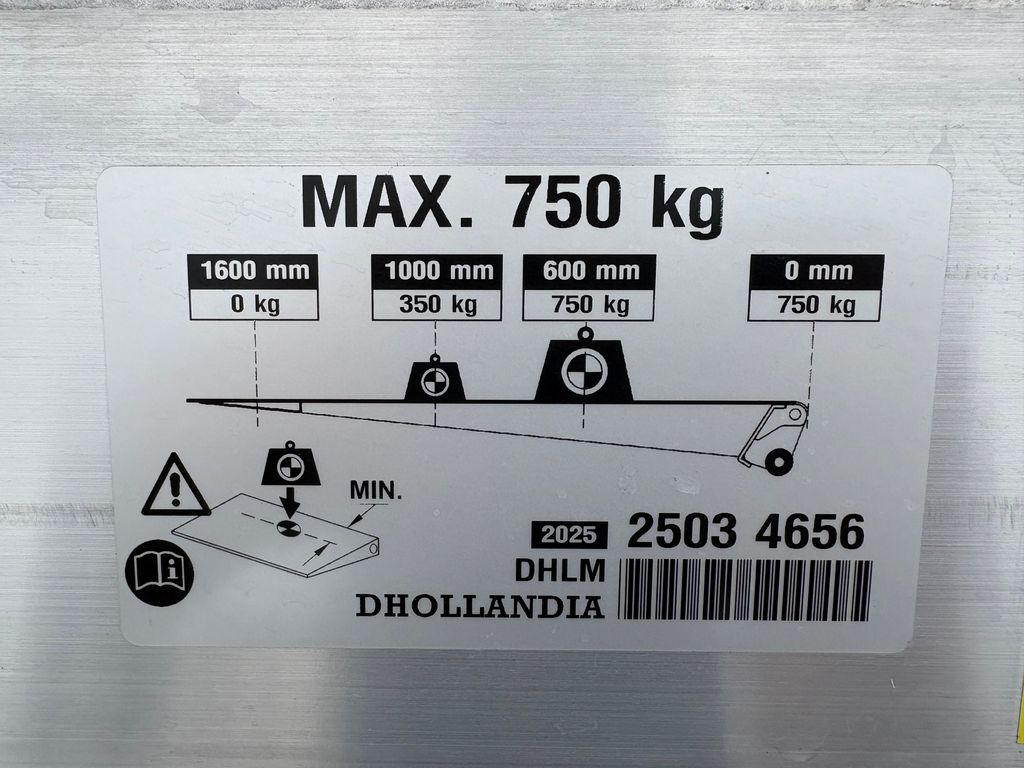 MAX. 750 kg
1600 mm 1000 mm 600 mm 0 mm
0 kg 350 kg 750 kg 750 kg
MIN.
2025 2503 4656
DHLM
DHOLLANDIA